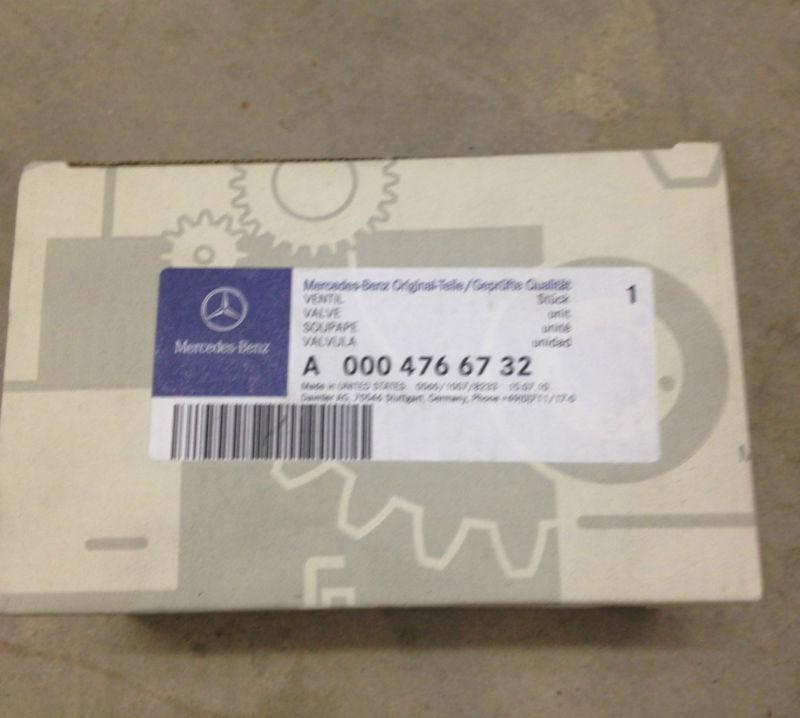 Mercedes-Benz
Mercedes-Benz Original-Teile/Geprüfte Qualität
VENTIL Stück
VALVE unit
SOUPAPE unité
VALVULA unidad
1
A 000 476 67 32
Made in UNITED STATES
Daimler AG, Stuttgart, Germany, Phone